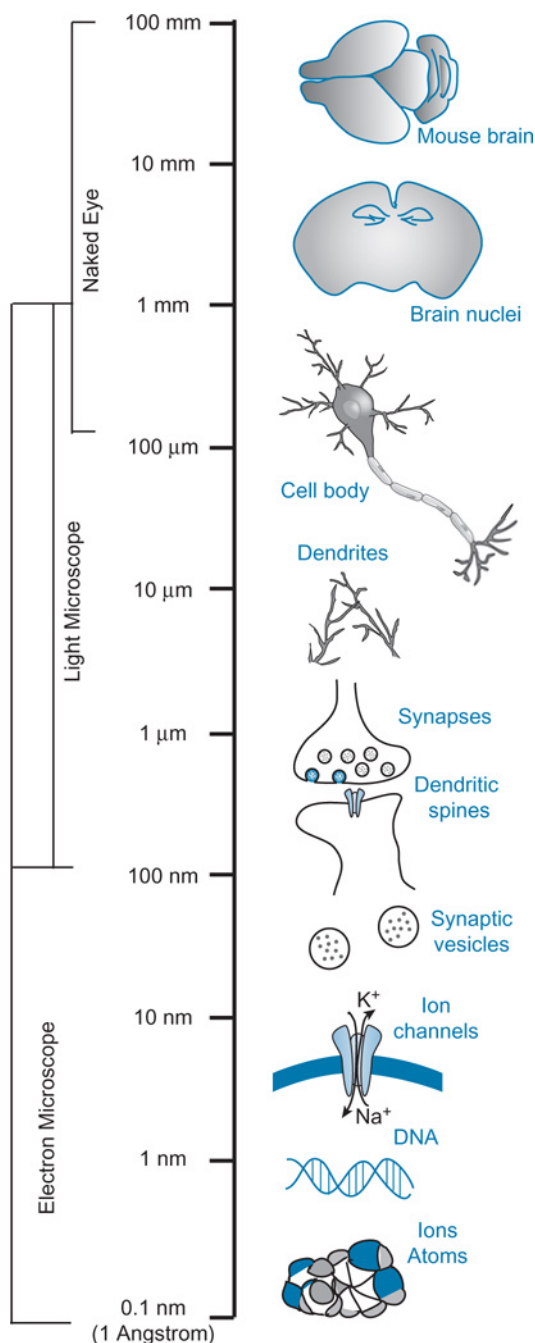 100 mm
Mouse brain
10 mm
Naked Eye
1 mm
Brain nuclei
100 μm
Cell body
Light Microscope
Dendrites
10 μm
1 μm
Synapses
Dendritic
spines
100 nm
Synaptic
vesicles
Electron Microscope
10 nm
K+
Ion
channels
Na+
DNA
1 nm
Ions
Atoms
0.1 nm
(1 Angstrom)